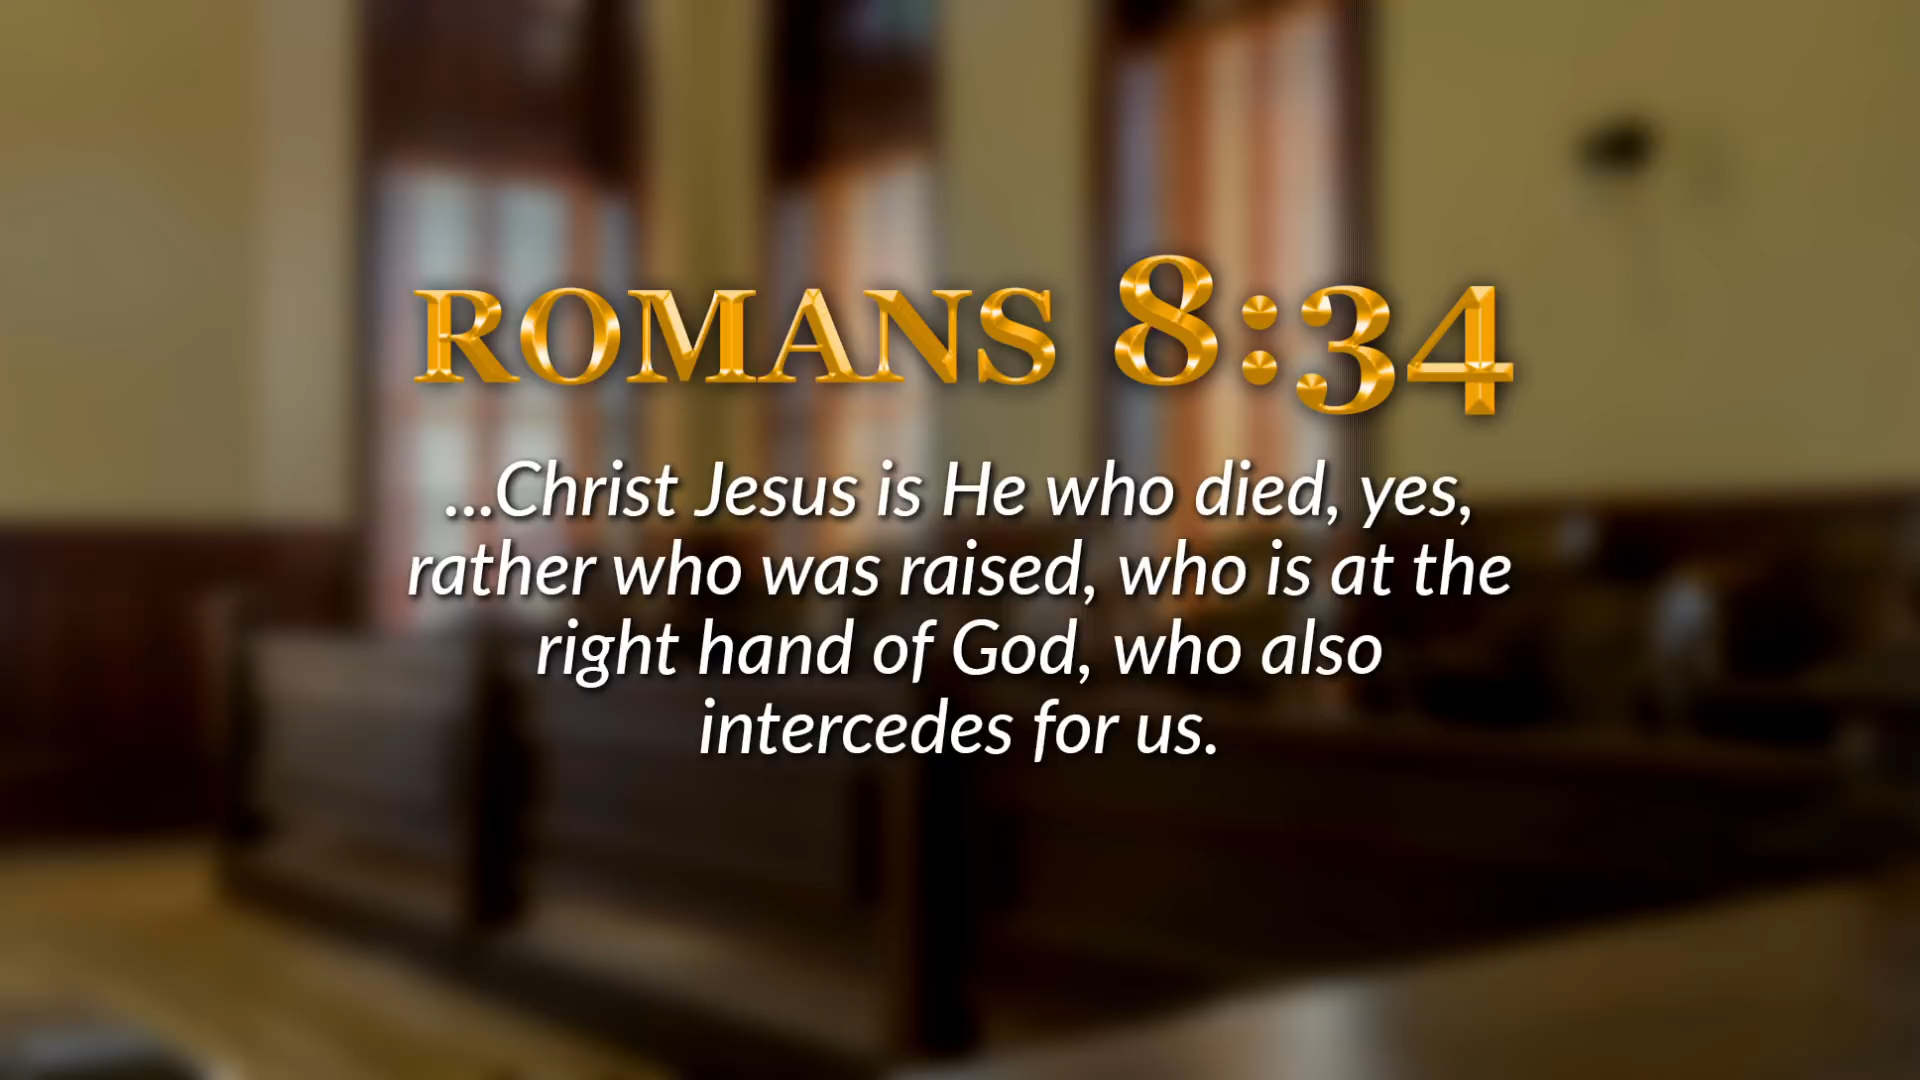 ROMANS 8:34
...Christ Jesus is He who died, yes,
rather who was raised, who is at the
right hand of God, who also
intercedes for us.